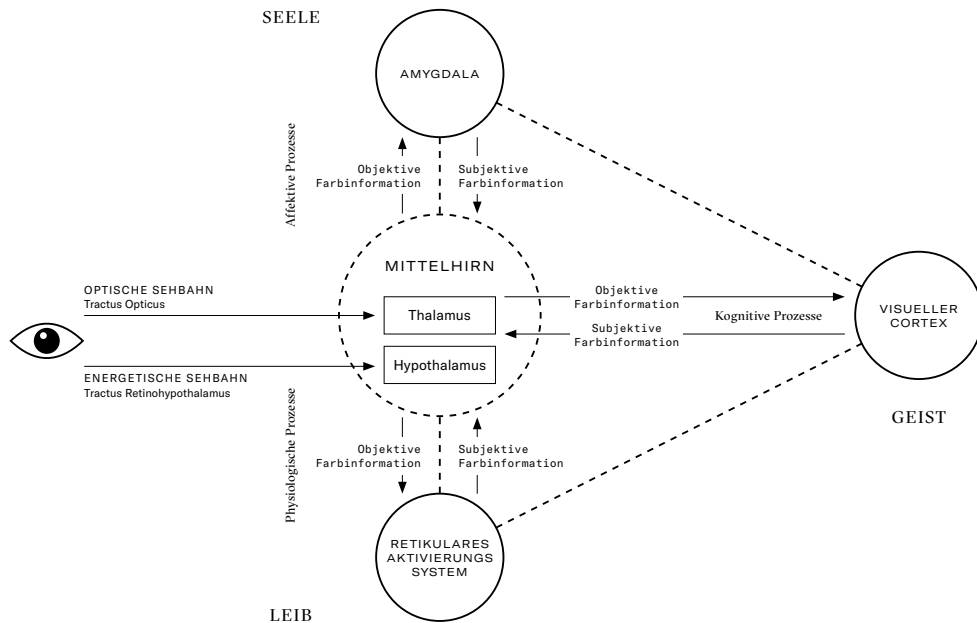 SEELE
AMYGDALA
Affektive Prozesse
Objektive
Farbinformation
Subjektive
Farbinformation
MITTELHIRN
OPTISCHE SEHBAHN
Tractus Opticus
Thalamus
Objektive
Farbinformation
Kognitive Prozesse
Subjektive
Farbinformation
VISUELLER
CORTEX
Hypothalamus
ENERGETISCHE SEHBAHN
Tractus Retinohypothalamus
GEIST
Physiologische Prozesse
Objektive
Farbinformation
Subjektive
Farbinformation
RETIKULARES
AKTIVIERUNGS
SYSTEM
LEIB